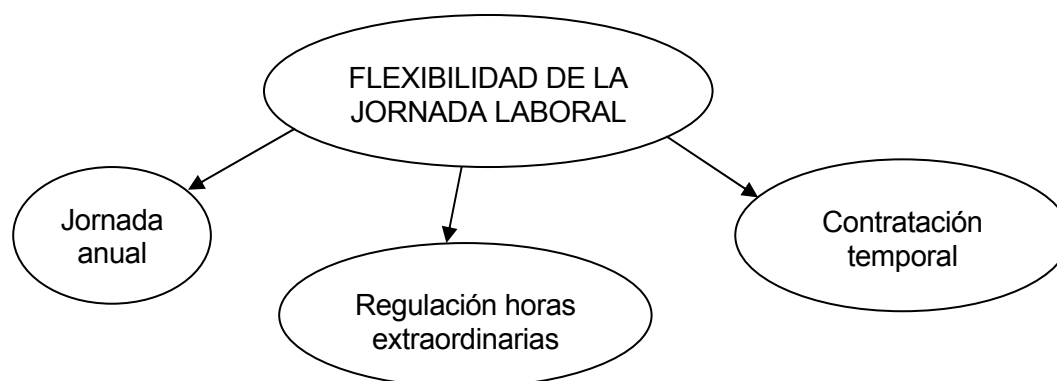 FLEXIBILIDAD DE LA
JORNADA LABORAL
Jornada
anual
Regulación horas
extraordinarias
Contratación
temporal